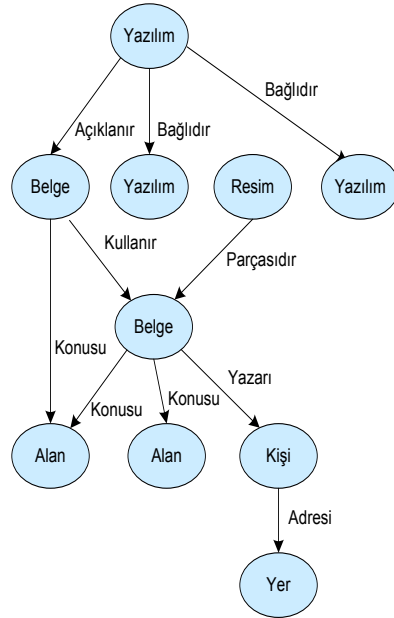 Yazılım
Bağlıdır
Açıklanır
Bağlıdır
Belge
Yazılım
Resim
Yazılım
Kullanır
Parçasıdır
Belge
Konusu
Yazarı
Konusu
Konusu
Alan
Alan
Kişi
Adresi
Yer